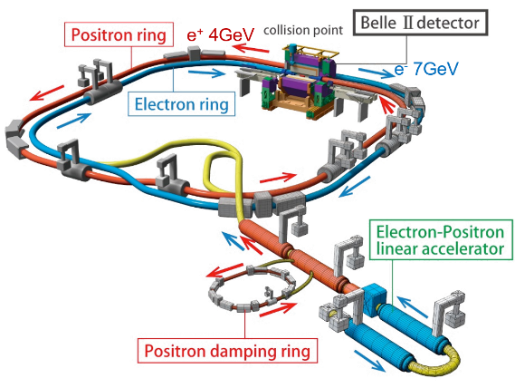 Positron ring
e⁺ 4GeV
collision point
Belle Ⅱ detector
Electron ring
e⁻ 7GeV
Electron-Positron
linear accelerator
Positron damping ring